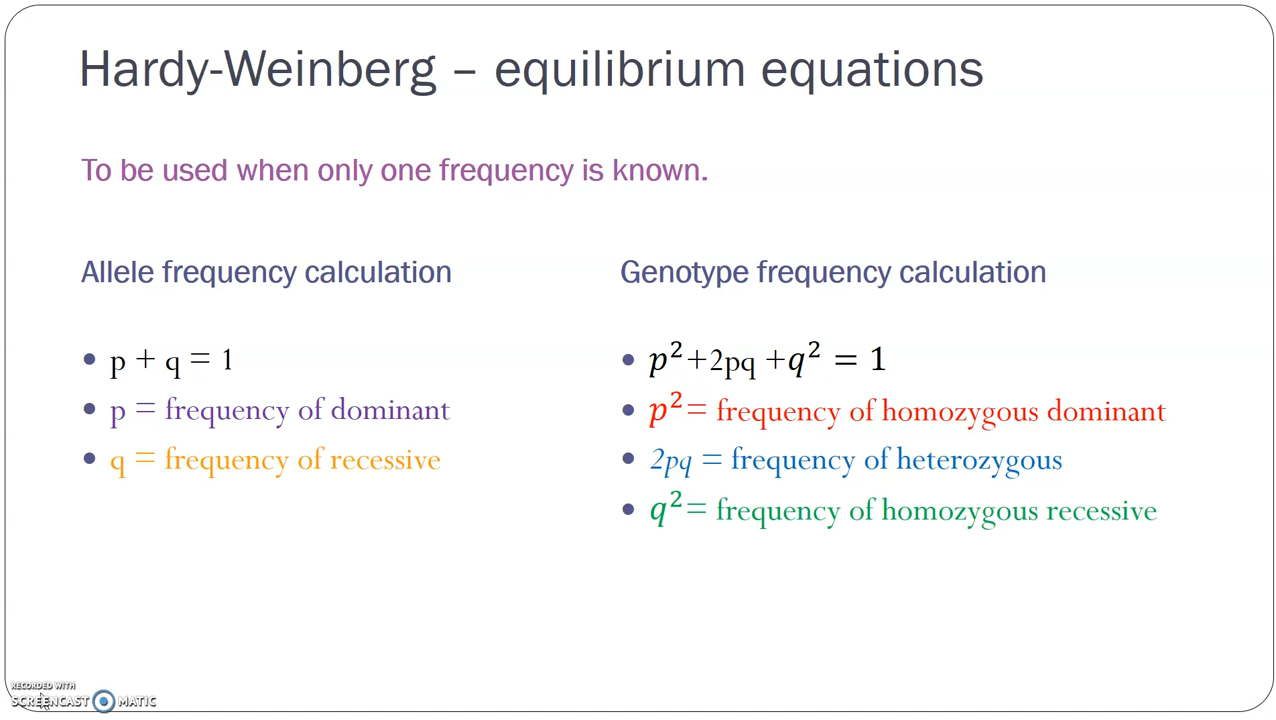 Hardy-Weinberg – equilibrium equations
To be used when only one frequency is known.
Allele frequency calculation
• p + q = 1
• p = frequency of dominant
• q = frequency of recessive
Genotype frequency calculation
• p²+2pq +q² = 1
• p²= frequency of homozygous dominant
• 2pq = frequency of heterozygous
• q²= frequency of homozygous recessive
RECORDED WITH
SCREENCAST MATIC